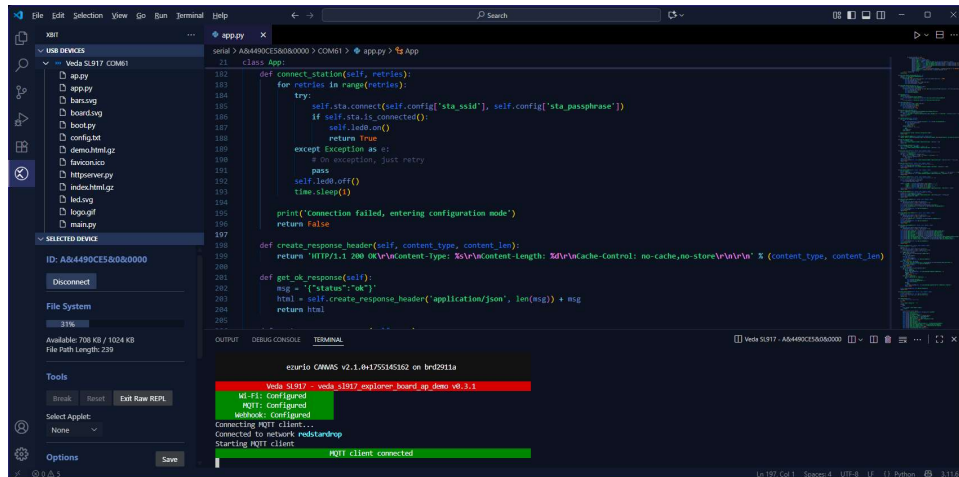 File Edit Selection View Go Run Terminal Help
Search
XBIT
USB DEVICES
Veda SL917 COM61
ap.py
app.py
bars.svg
board.svg
boot.py
config.txt
demo.html.gz
favicon.ico
httpserver.py
index.html.gz
led.svg
logo.gif
main.py
SELECTED DEVICE
ID: A&4490CE5&0&0000
Disconnect
File System
31%
Available: 708 KB / 1024 KB
File Path Length: 239
Tools
Break Reset Exit Raw REPL
Select Applet:
None
Options Save
app.py
serial > A&4490CE5&0&0000 > COM61 > app.py > App
21 class App:
182 def connect_station(self, retries):
183 for retries in range(retries):
184 try:
185 self.sta.connect(self.config['sta_ssid'], self.config['sta_passphrase'])
186 if self.sta.is_connected():
187 self.led0.on()
188 return True
189 except Exception as e:
190 # On exception, just retry
191 pass
192 self.led0.off()
193 time.sleep(1)
194
195 print('Connection failed, entering configuration mode')
196 return False
197
198 def create_response_header(self, content_type, content_len):
199 return 'HTTP/1.1 200 OK\r\nContent-Type: %s\r\nContent-Length: %d\r\nCache-Control: no-cache,no-store\r\n\r\n' % (content_type, content_len)
200
201 def get_ok_response(self):
202 msg = '{"status":"ok"}'
203 html = self.create_response_header('application/json', len(msg)) + msg
204 return html
205
OUTPUT DEBUG CONSOLE TERMINAL
Veda SL917 - A&4490CE5&0&0000
ezurio CANVAS v2.1.0+1755145162 on brd2911a
Veda SL917 - veda_sl917_explorer_board_ap_demo v0.3.1
Wi-Fi: Configured
MQTT: Configured
Webhook: Configured
Connecting MQTT client...
Connected to network redstardrop
Starting MQTT client
MQTT client connected
0 5
Ln 197, Col 1 Spaces: 4 UTF-8 LF Python 3.11.6